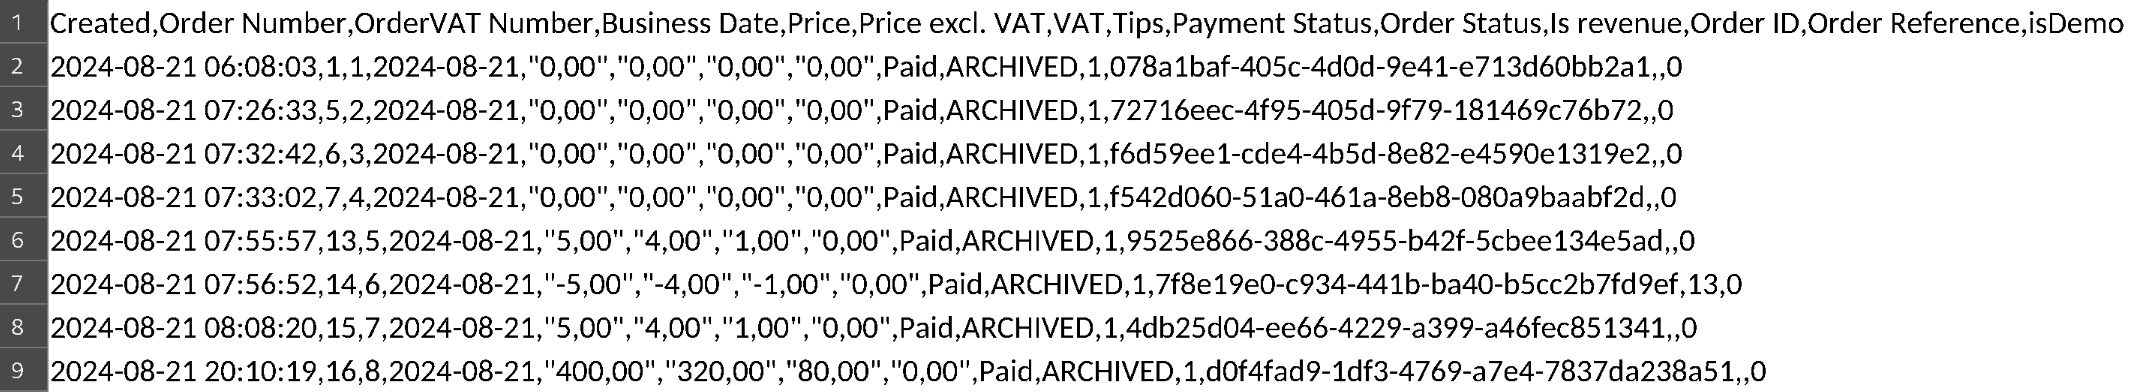 1 Created,Order Number,OrderVAT Number,Business Date,Price,Price excl. VAT,VAT,Tips,Payment Status,Order Status,Is revenue,Order ID,Order Reference,isDemo
2 2024-08-21 06:08:03,1,1,2024-08-21,"0,00","0,00","0,00","0,00",Paid,ARCHIVED,1,078a1baf-405c-4d0d-9e41-e713d60bb2a1,,0
3 2024-08-21 07:26:33,5,2,2024-08-21,"0,00","0,00","0,00","0,00",Paid,ARCHIVED,1,72716eec-4f95-405d-9f79-181469c76b72,,0
4 2024-08-21 07:32:42,6,3,2024-08-21,"0,00","0,00","0,00","0,00",Paid,ARCHIVED,1,f6d59ee1-cde4-4b5d-8e82-e4590e1319e2,,0
5 2024-08-21 07:33:02,7,4,2024-08-21,"0,00","0,00","0,00","0,00",Paid,ARCHIVED,1,f542d060-51a0-461a-8eb8-080a9baabf2d,,0
6 2024-08-21 07:55:57,13,5,2024-08-21,"5,00","4,00","1,00","0,00",Paid,ARCHIVED,1,9525e866-388c-4955-b42f-5cbee134e5ad,,0
7 2024-08-21 07:56:52,14,6,2024-08-21,"-5,00","-4,00","-1,00","0,00",Paid,ARCHIVED,1,7f8e19e0-c934-441b-ba40-b5cc2b7fd9ef,13,0
8 2024-08-21 08:08:20,15,7,2024-08-21,"5,00","4,00","1,00","0,00",Paid,ARCHIVED,1,4db25d04-ee66-4229-a399-a46fec851341,,0
9 2024-08-21 20:10:19,16,8,2024-08-21,"400,00","320,00","80,00","0,00",Paid,ARCHIVED,1,d0f4fad9-1df3-4769-a7e4-7837da238a51,,0